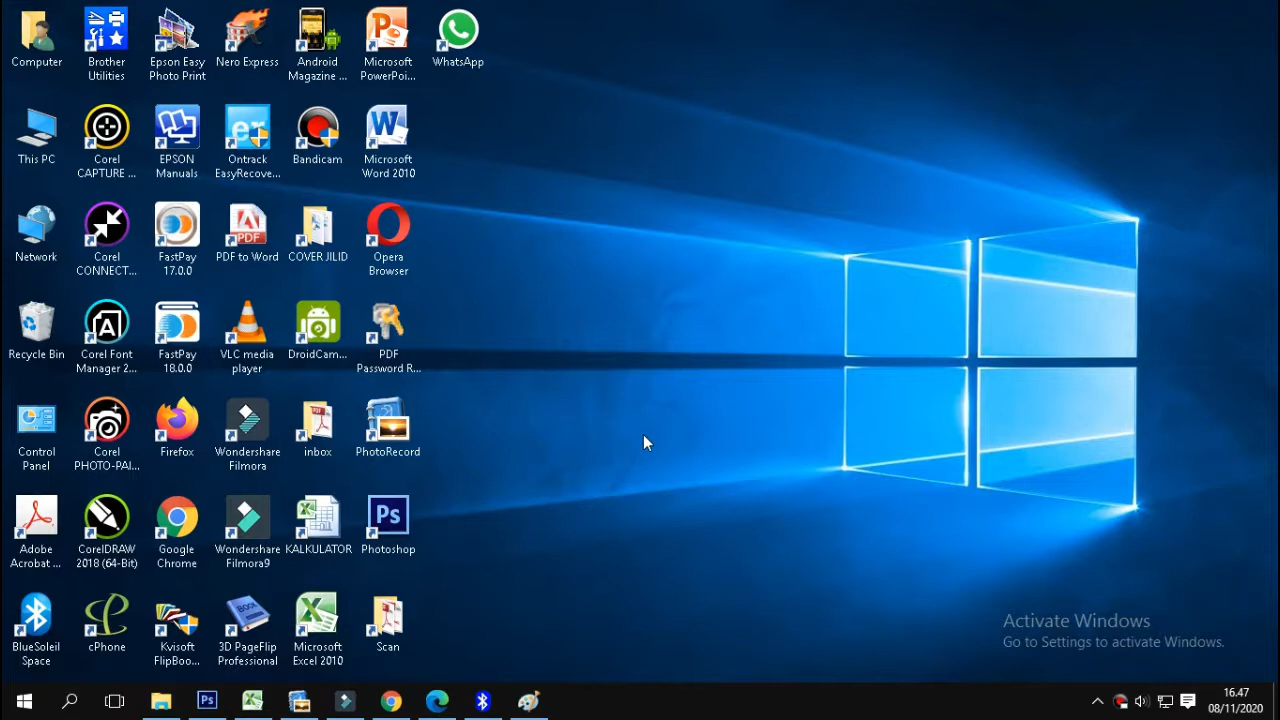 Computer
Brother
Utilities
Epson Easy
Photo Print
Nero Express
Android
Magazine ...
Microsoft
PowerPoi...
WhatsApp
This PC
Corel
CAPTURE ...
EPSON
Manuals
er
Ontrack
EasyRecove...
Bandicam
W
Microsoft
Word 2010
Network
Corel
CONNECT...
FastPay
17.0.0
PDF
PDF to Word
COVER JILID
Opera
Browser
Recycle Bin
A
Corel Font
Manager 2...
FastPay
18.0.0
VLC media
player
DroidCam...
PDF
Password R...
Control
Panel
Corel
PHOTO-PAI...
Firefox
Wondershare
Filmora
inbox
PhotoRecord
Adobe
Acrobat ...
CorelDRAW
2018 (64-Bit)
Google
Chrome
Wondershare
Filmora9
KALKULATOR
Ps
Photoshop
BlueSoleil
Space
cPhone
Kvisoft
FlipBoo...
BOOK
3D PageFlip
Professional
Microsoft
Excel 2010
Scan
Activate Windows
Go to Settings to activate Windows.
Ps
16.47
08/11/2020